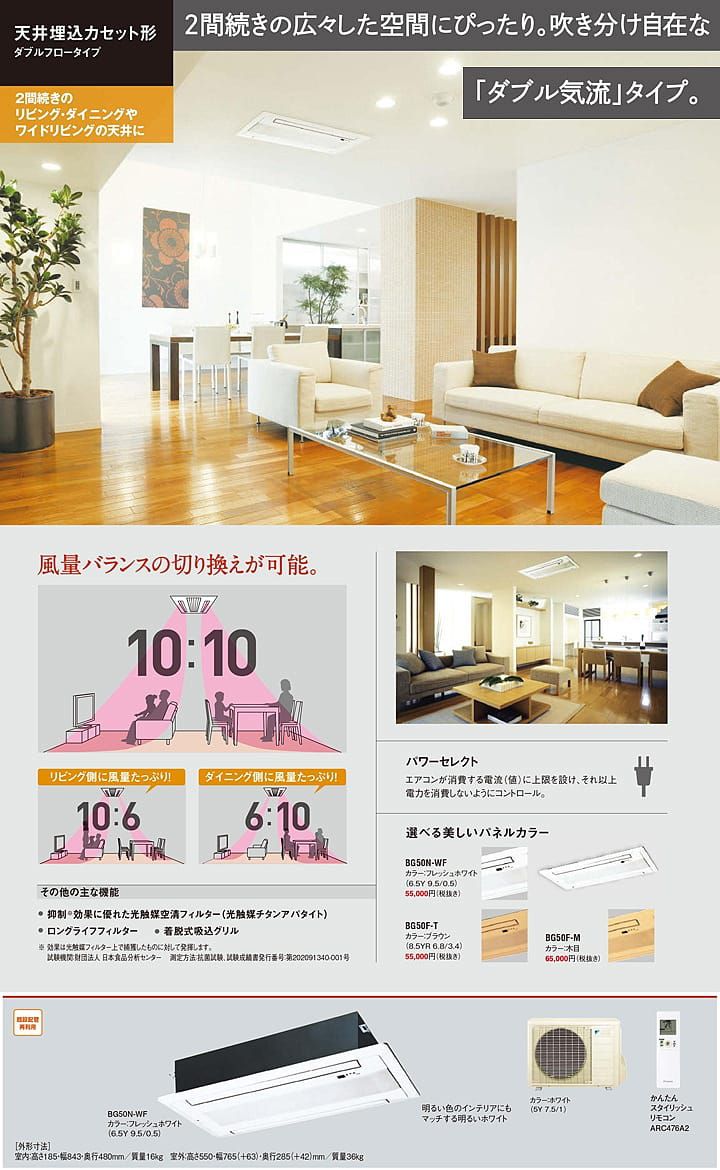 天井埋込カセット形
ダブルフロータイプ
2間続きの広々した空間にぴったり。吹き分け自在な
「ダブル気流」タイプ。
2間続きの
リビング・ダイニングや
ワイドリビングの天井に
風量バランスの切り換えが可能。
10:10
リビング側に風量たっぷり!
10:6
ダイニング側に風量たっぷり!
6:10
その他の主な機能
● 抑制※効果に優れた光触媒空清フィルター(光触媒チタンアパタイト)
● ロングライフフィルター ● 着脱式吸込グリル
※ 効果は光触媒フィルター上で捕獲したものに対して発揮します。
試験機関:財団法人 日本食品分析センター 測定方法:抗菌試験、試験成績書発行番号:第202091340-001号
パワーセレクト
エアコンが消費する電流(値)に上限を設け、それ以上
電力を消費しないようにコントロール。
選べる美しいパネルカラー
BG50N-WF
カラー:フレッシュホワイト
(6.5Y 9.5/0.5)
55,000円(税抜き)
BG50F-T
カラー:ブラウン
(8.5YR 6.8/3.4)
55,000円(税抜き)
BG50F-M
カラー:木目
65,000円(税抜き)
既設配管
再利用
BG50N-WF
カラー:フレッシュホワイト
(6.5Y 9.5/0.5)
明るい色のインテリアにも
マッチする明るいホワイト
カラー:ホワイト
(5Y 7.5/1)
かんたん
スタイリッシュ
リモコン
ARC476A2
[外形寸法]
室内:高さ185・幅843・奥行480mm/質量16kg 室外:高さ550・幅765(+63)・奥行285(+42)mm/質量36kg